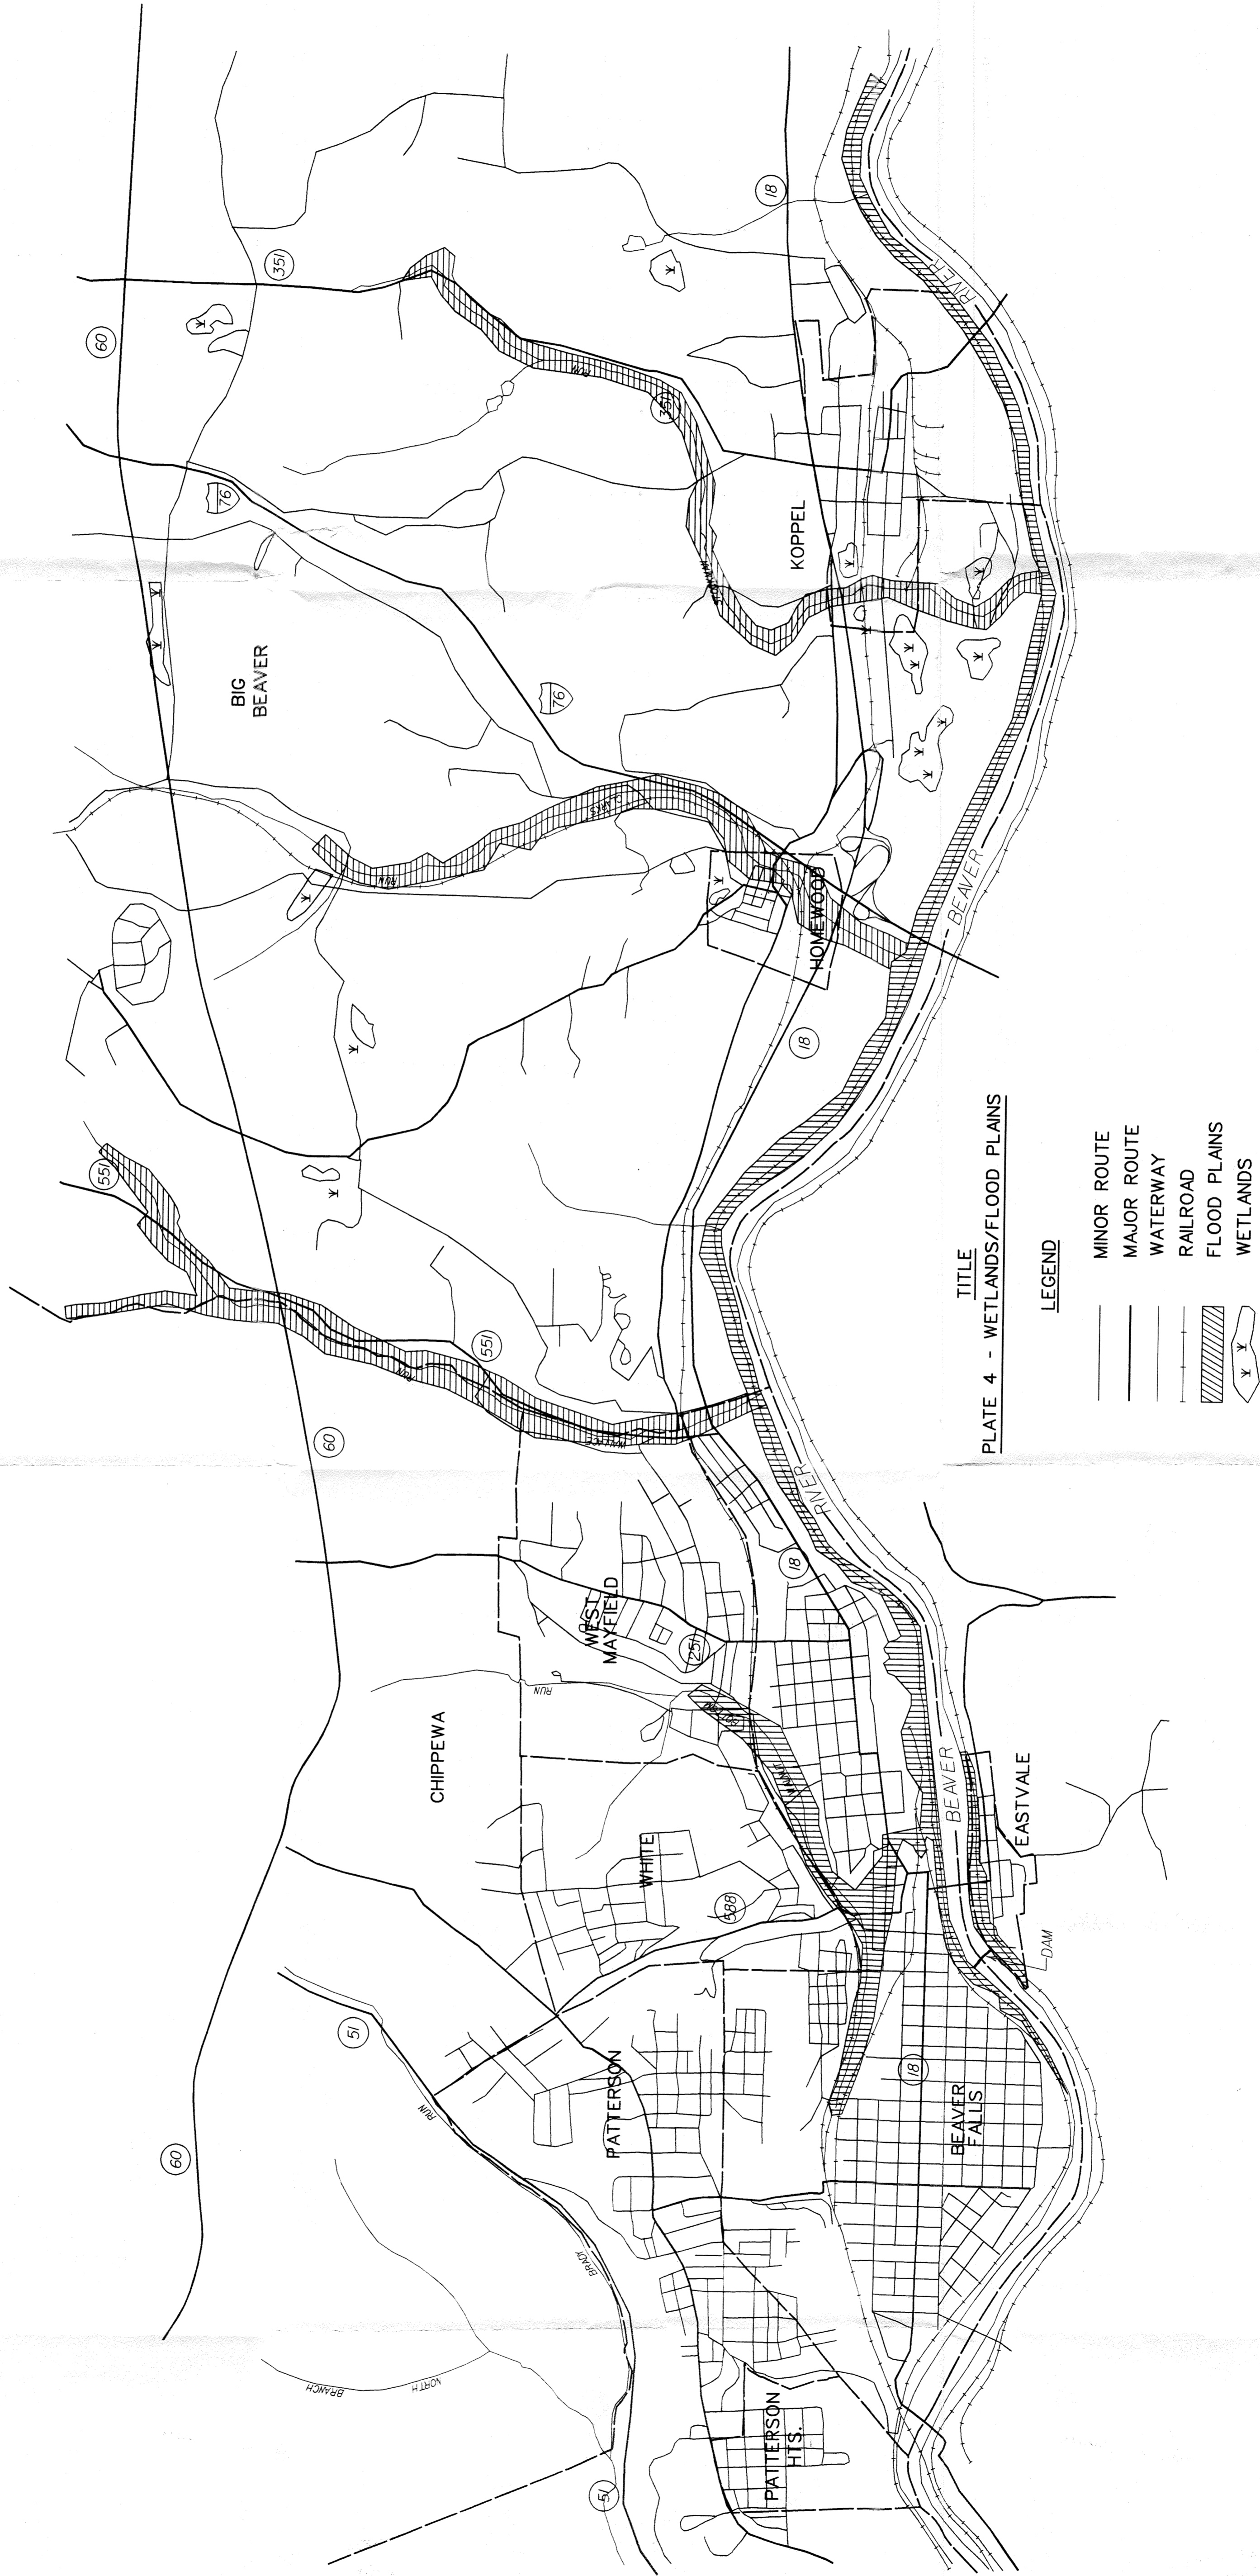 TITLE
PLATE 4 - WETLANDS/FLOOD PLAINS
LEGEND
MINOR ROUTE
MAJOR ROUTE
WATERWAY
RAILROAD
FLOOD PLAINS
WETLANDS
60
51
51
NORTH
BRANCH
BRADY
RUN
PATTERSON
HTS.
PATTERSON
BEAVER
FALLS
18
DAM
588
WHITE
EASTVALE
CHIPPEWA
BEAVER
RUN
251
WEST
MAYFIELD
18
RIVER
60
WALLACE
RUN
551
551
18
HOMEWOOD
BEAVER
CLARKS
RUN
BIG
BEAVER
76
76
KOPPEL
RUN
351
351
60
18
RIVER